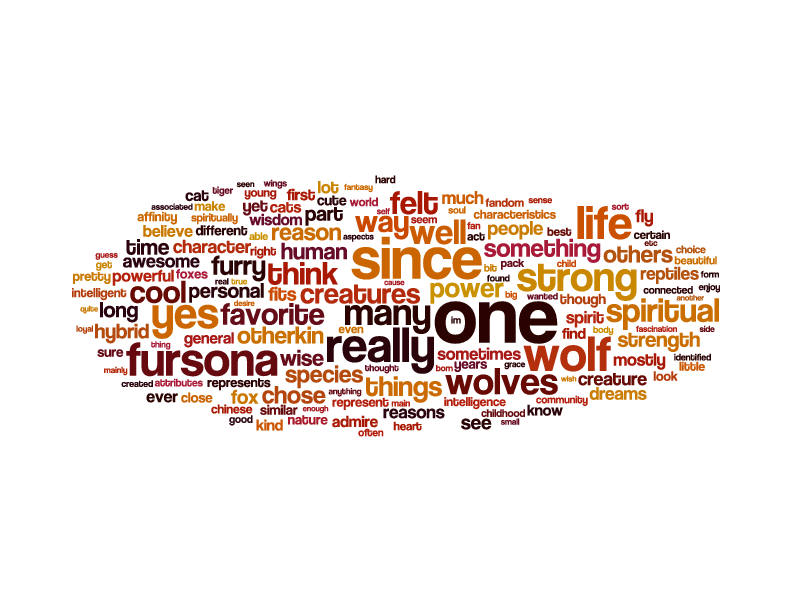 hard
seen wings
cat tiger young first lot fantasy
associated make yet cats cute world self felt much fandom sense
affinity spiritually wisdom part way seem soul characteristics life sort fly
believe different able reason aspects well fan act people best certain
time character right human since something others etc choice
guess awesome furry think bit pack child reptiles beautiful
get foxes real true cause found strong form
pretty powerful personal fits creatures power big wanted though connected enjoy
intelligent cool desire another
quite long yes favorite many one im spirit spiritual
loyal hybrid general otherkin even really find body fascination side
thing strength
sure fursona wise sometimes wolf mostly identified
mainly species thought born years grace little
created attributes represents things wolves wish creature look
ever close fox chose anything dreams
chinese similar enough represent main intelligence community
good kind nature admire reasons see childhood know
often heart small